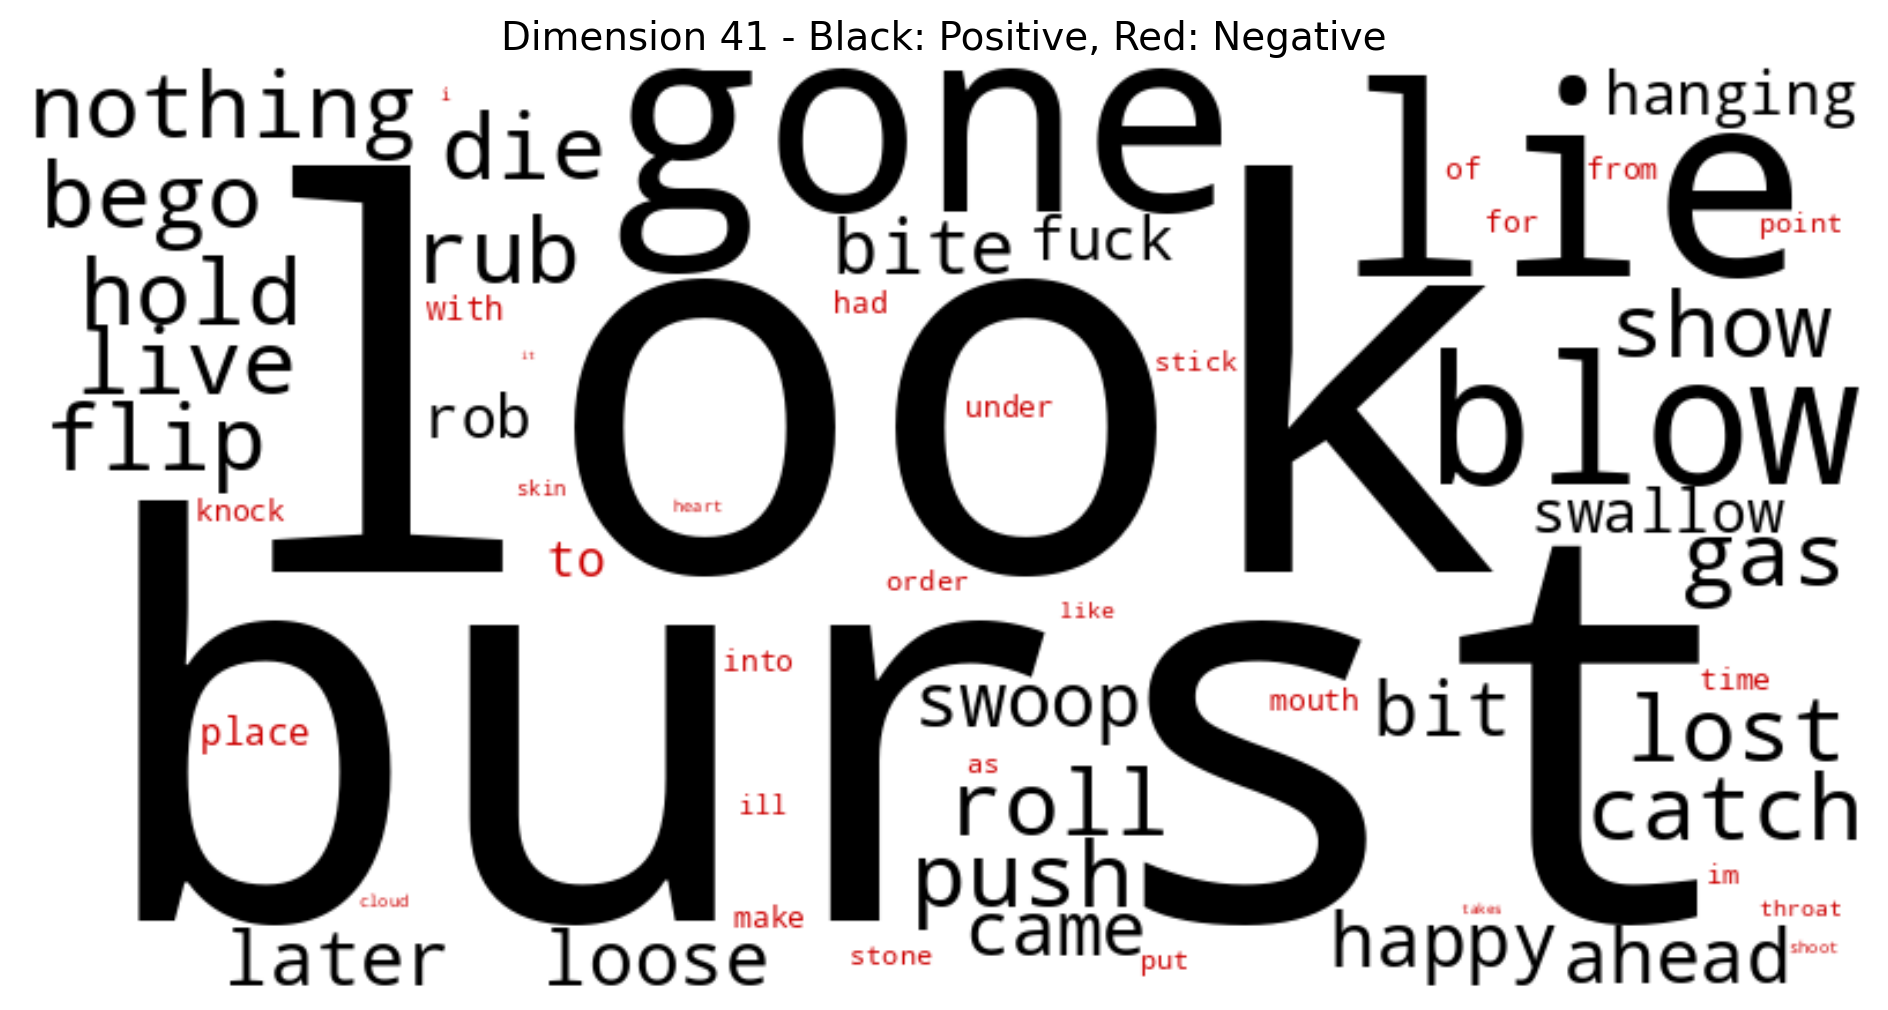 Dimension 41 - Black: Positive, Red: Negative
nothing
i
die
gone
lie
hanging
bego
of
from
rub
bite
fuck
for
point
hold
with
had
look
show
live
it
stick
blow
flip
rob
under
skin
heart
swallow
knock
to
gas
order
like
burst
into
swoop
mouth
bit
time
place
lost
as
ill
roll
catch
push
im
cloud
make
came
takes
throat
happy
shoot
later
loose
stone
put
ahead